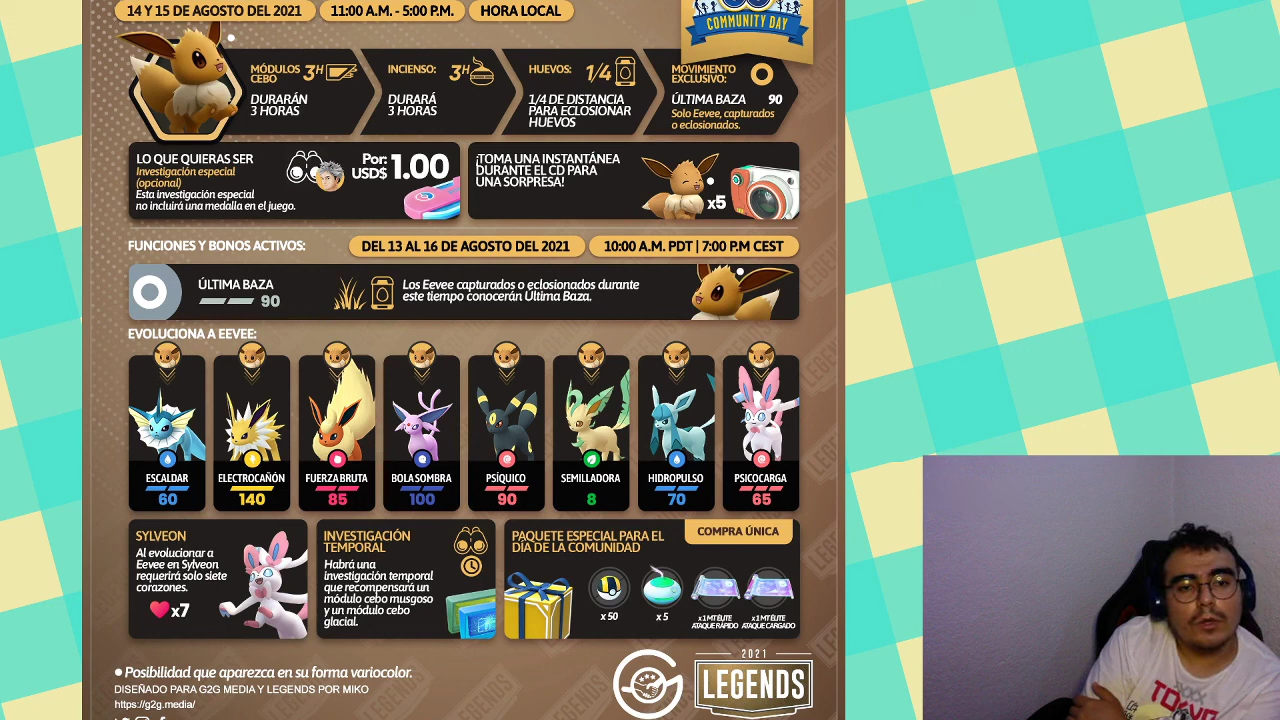 14 Y 15 DE AGOSTO DEL 2021
11:00 A.M. - 5:00 P.M.
HORA LOCAL
COMMUNITY DAY
MÓDULOS
CEBO
3H
DURARÁN
3 HORAS
INCIENSO:
3H
DURARÁ
3 HORAS
HUEVOS:
1/4
1/4 DE DISTANCIA
PARA ECLOSIONAR
HUEVOS
MOVIMIENTO
EXCLUSIVO:
ÚLTIMA BAZA 90
Solo Eevee, capturados
o eclosionados.
LO QUE QUIERAS SER
Investigación especial
(opcional)
Esta investigación especial
no incluirá una medalla en el juego.
Por:
USD$ 1.00
¡TOMA UNA INSTANTÁNEA
DURANTE EL CD PARA
UNA SORPRESA!
x5
FUNCIONES Y BONOS ACTIVOS:
DEL 13 AL 16 DE AGOSTO DEL 2021
10:00 A.M. PDT | 7:00 P.M CEST
ÚLTIMA BAZA
90
Los Eevee capturados o eclosionados durante
este tiempo conocerán Última Baza.
EVOLUCIONA A EEVEE:
ESCALDAR
60
ELECTROCAÑÓN
140
FUERZA BRUTA
85
BOLA SOMBRA
100
PSÍQUICO
90
SEMILLADORA
8
HIDROPULSO
70
PSICOCARGA
65
SYLVEON
Al evolucionar a
Eevee en Sylveon
requerirá solo siete
corazones.
x7
INVESTIGACIÓN
TEMPORAL
Habrá una
investigación temporal
que recompensará un
módulo cebo musgoso
y un módulo cebo
glacial.
PAQUETE ESPECIAL PARA EL
DÍA DE LA COMUNIDAD
COMPRA ÚNICA
x 50
x 5
x 1 MT ÉLITE
ATAQUE RÁPIDO
x 1 MT ÉLITE
ATAQUE CARGADO
Posibilidad que aparezca en su forma variocolor.
DISEÑADO PARA G2G MEDIA Y LEGENDS POR MIKO
https://g2g.media/
2021
LEGENDS
TOKYO